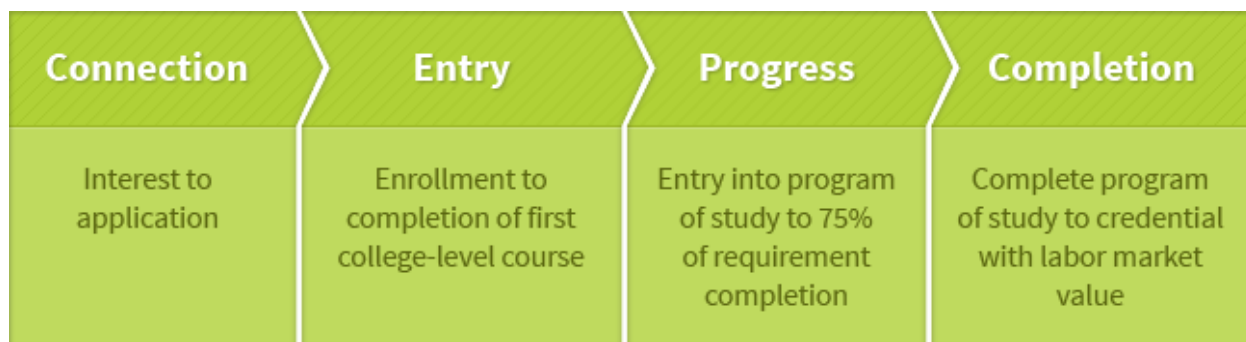 Connection
Interest to
application
Entry
Enrollment to
completion of first
college-level course
Progress
Entry into program
of study to 75%
of requirement
completion
Completion
Complete program
of study to credential
with labor market
value